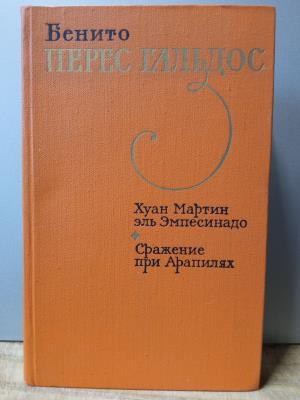 Бенито
ПЕРЕС ГАЛЬДОС
Хуан Мартин
эль Эмпесинадо
Сражение
при Арапилях